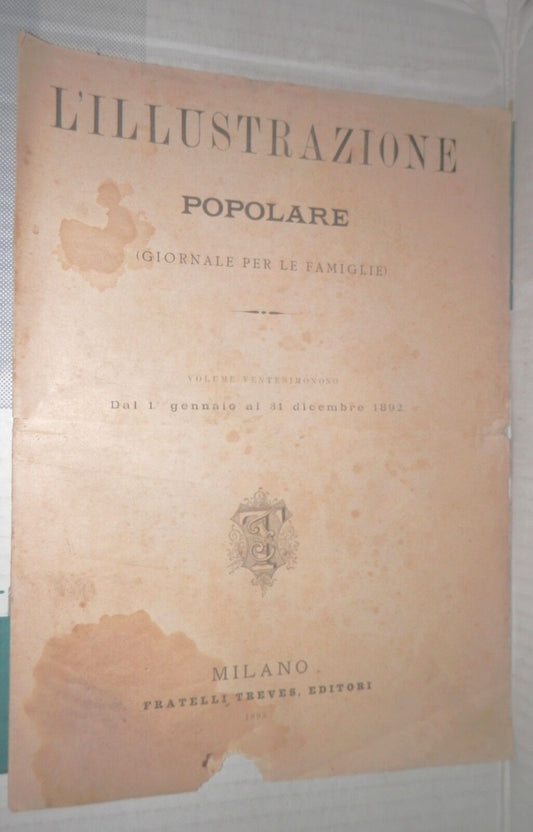 L'ILLUSTRAZIONE
POPOLARE
(GIORNALE PER LE FAMIGLIE)
VOLUME VENTESIMONONO
Dal 1.° gennaio al 31 dicembre 1892
MILANO
FRATELLI TREVES, EDITORI